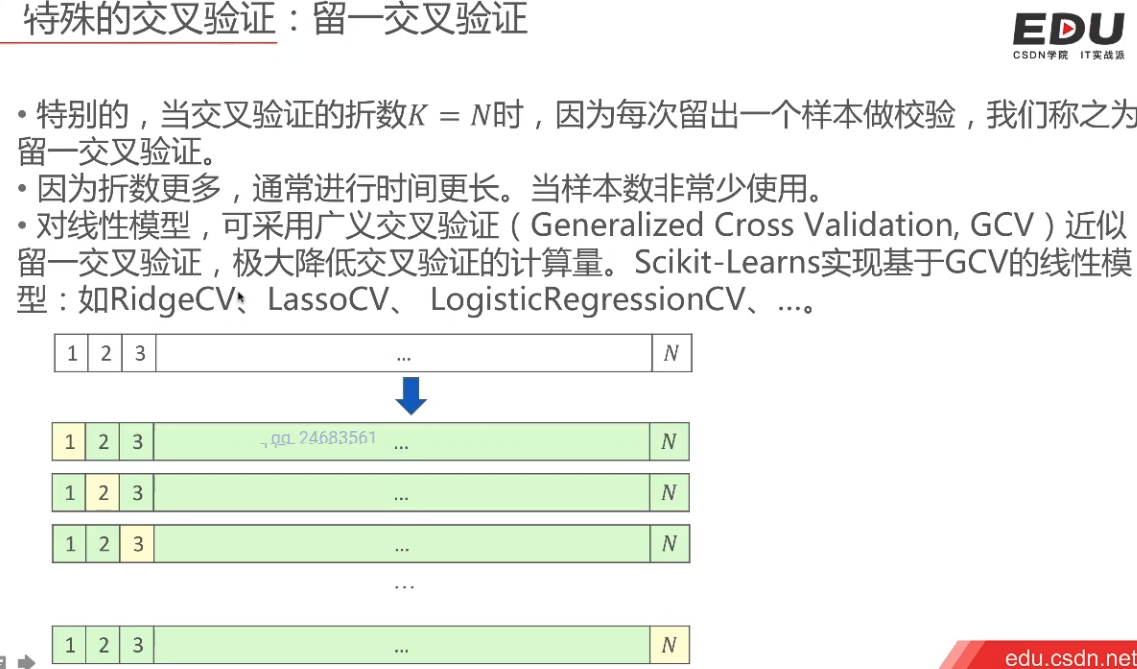 特殊的交叉验证：留一交叉验证
EDU
CSDN学院 IT实战派
• 特别的，当交叉验证的折数K = N时，因为每次留出一个样本做校验，我们称之为
留一交叉验证。
• 因为折数更多，通常进行时间更长。当样本数非常少使用。
• 对线性模型，可采用广义交叉验证（Generalized Cross Validation, GCV）近似
留一交叉验证，极大降低交叉验证的计算量。Scikit-Learns实现基于GCV的线性模
型：如RidgeCV、LassoCV、 LogisticRegressionCV、...。
1 2 3 ... N
qq_24683561
1 2 3 ... N
1 2 3 ... N
1 2 3 ... N
...
1 2 3 ... N
edu.csdn.net